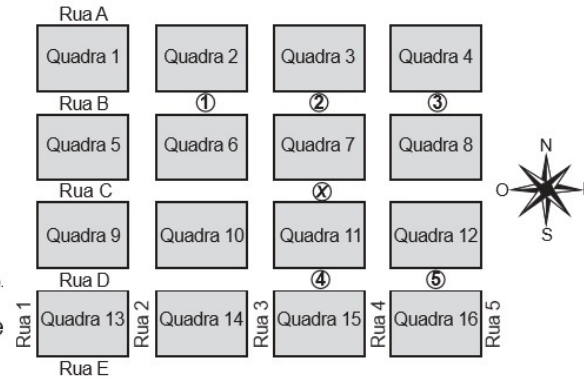 Rua A
Quadra 1 Quadra 2 Quadra 3 Quadra 4
Rua B 1 2 3
Quadra 5 Quadra 6 Quadra 7 Quadra 8
N
Rua C X O
S
Quadra 9 Quadra 10 Quadra 11 Quadra 12
Rua D 4 5
Rua 1 Quadra 13 Rua 2 Quadra 14 Rua 3 Quadra 15 Rua 4 Quadra 16 Rua 5
e
Rua E